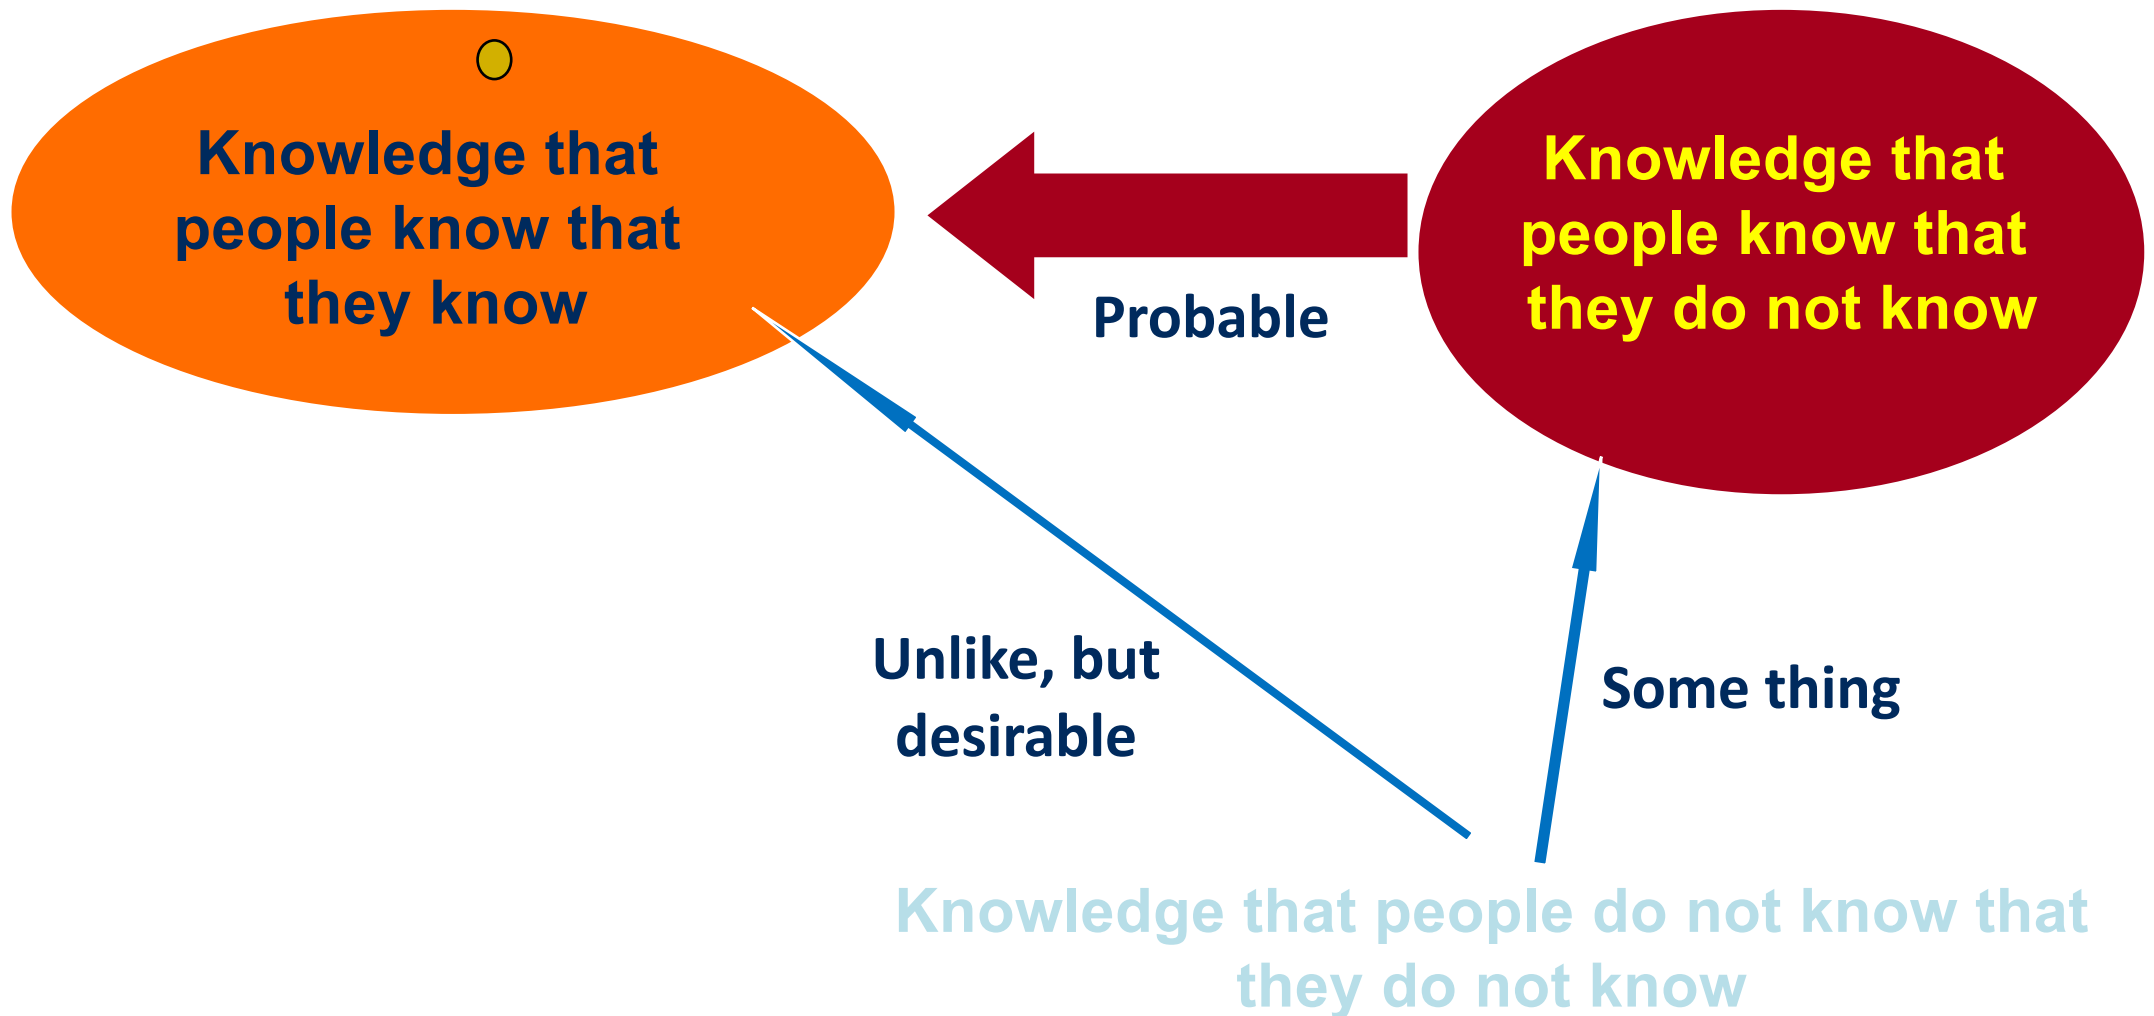 Knowledge that
people know that
they know
Probable
Knowledge that
people know that
they do not know
Unlike, but
desirable
Some thing
Knowledge that people do not know that
they do not know